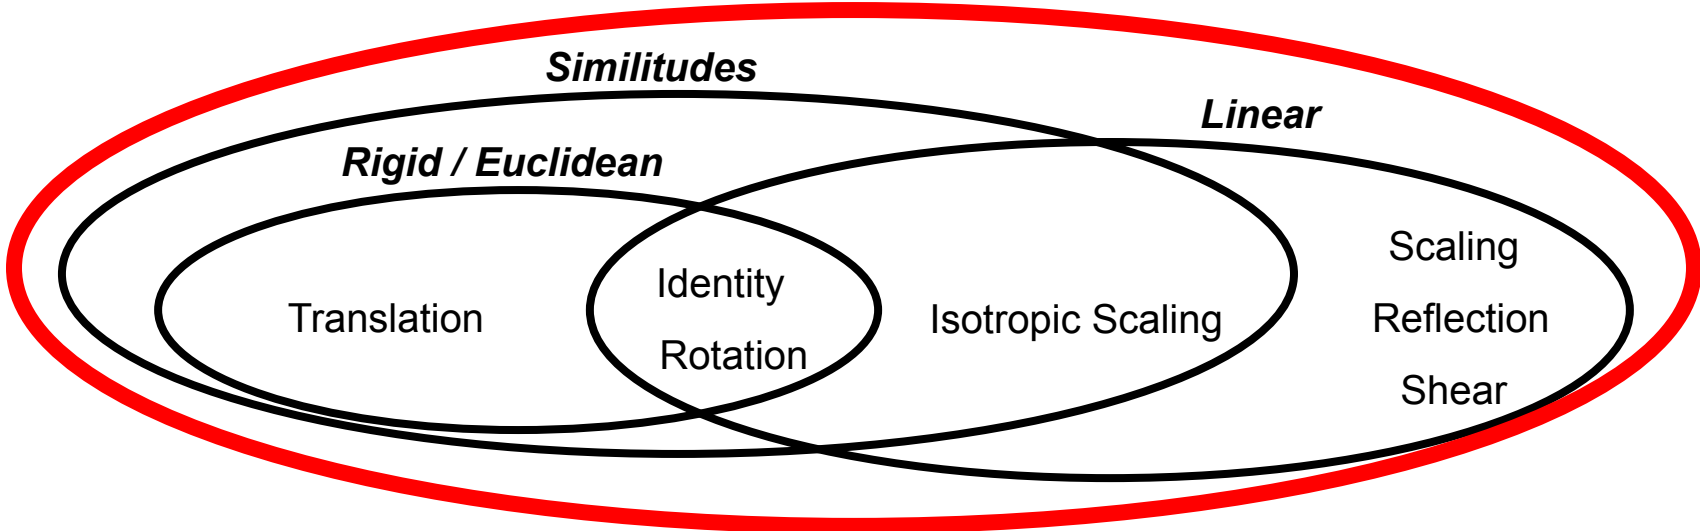 Similitudes
Linear
Rigid / Euclidean
Translation
Identity
Rotation
Isotropic Scaling
Scaling
Reflection
Shear